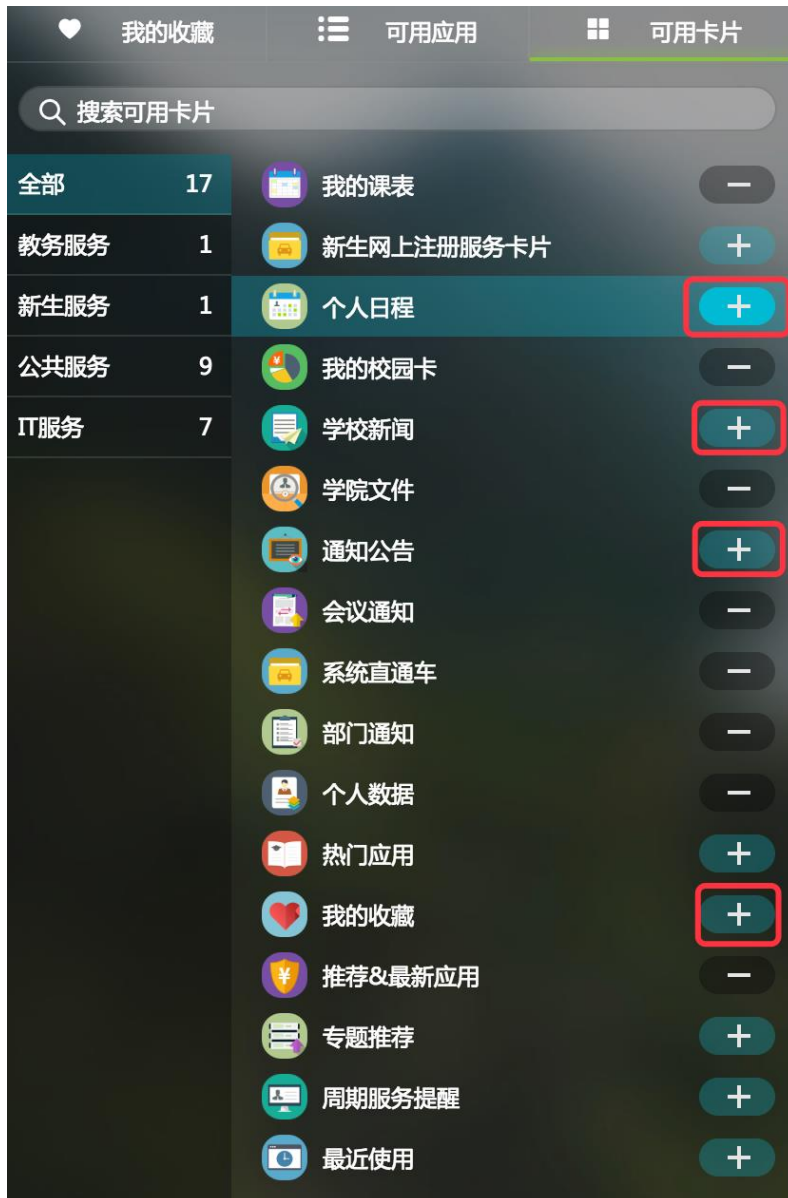 我的收藏
可用应用
可用卡片
搜索可用卡片
全部 17
教务服务 1
新生服务 1
公共服务 9
IT服务 7
我的课表
新生网上注册服务卡片
个人日程
我的校园卡
学校新闻
学院文件
通知公告
会议通知
系统直通车
部门通知
个人数据
热门应用
我的收藏
推荐&最新应用
专题推荐
周期服务提醒
最近使用